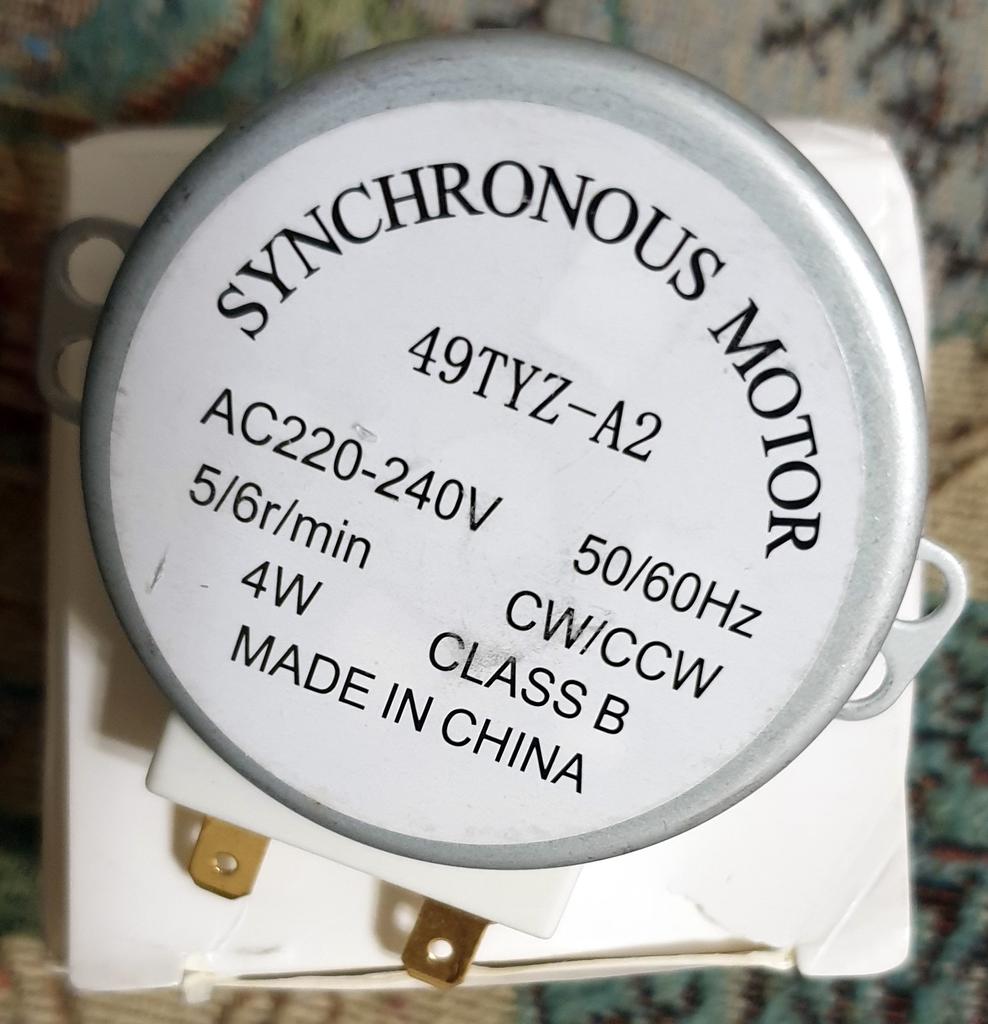 SYNCHRONOUS MOTOR
49TYZ-A2
AC220-240V 50/60Hz
5/6r/min CW/CCW
4W CLASS B
MADE IN CHINA